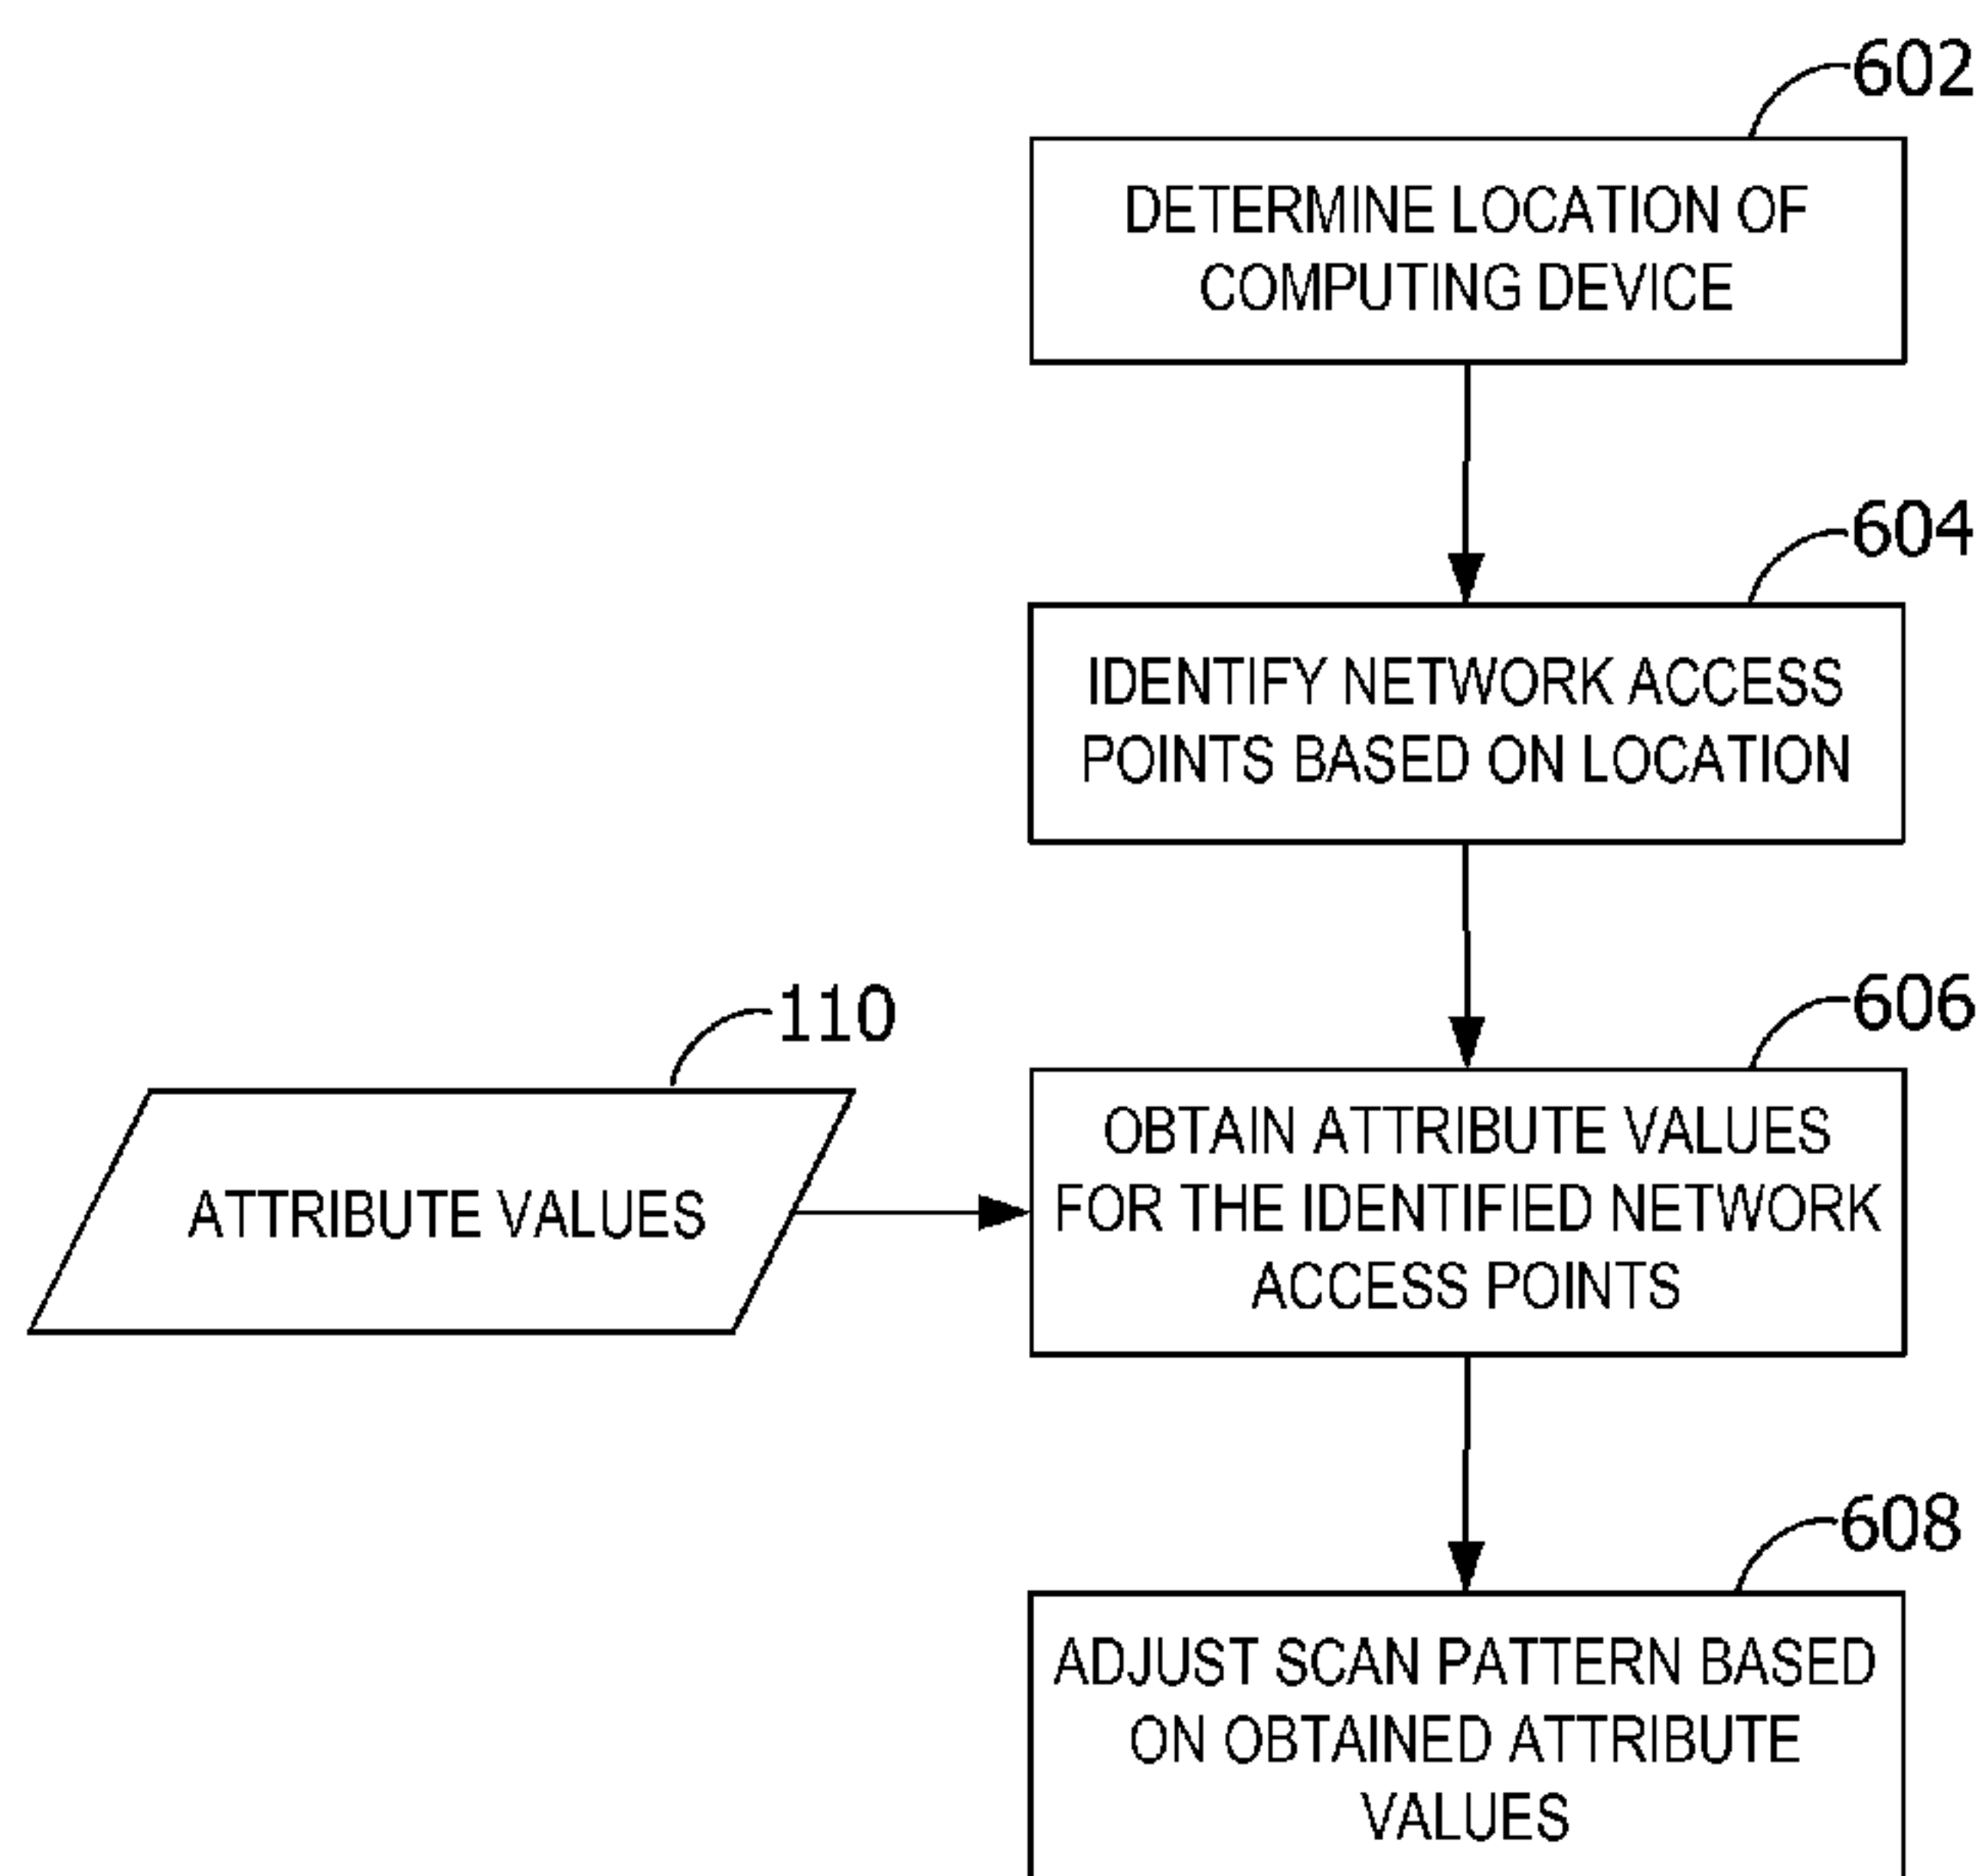 602
DETERMINE LOCATION OF
COMPUTING DEVICE
604
IDENTIFY NETWORK ACCESS
POINTS BASED ON LOCATION
110
ATTRIBUTE VALUES
606
OBTAIN ATTRIBUTE VALUES
FOR THE IDENTIFIED NETWORK
ACCESS POINTS
608
ADJUST SCAN PATTERN BASED
ON OBTAINED ATTRIBUTE
VALUES